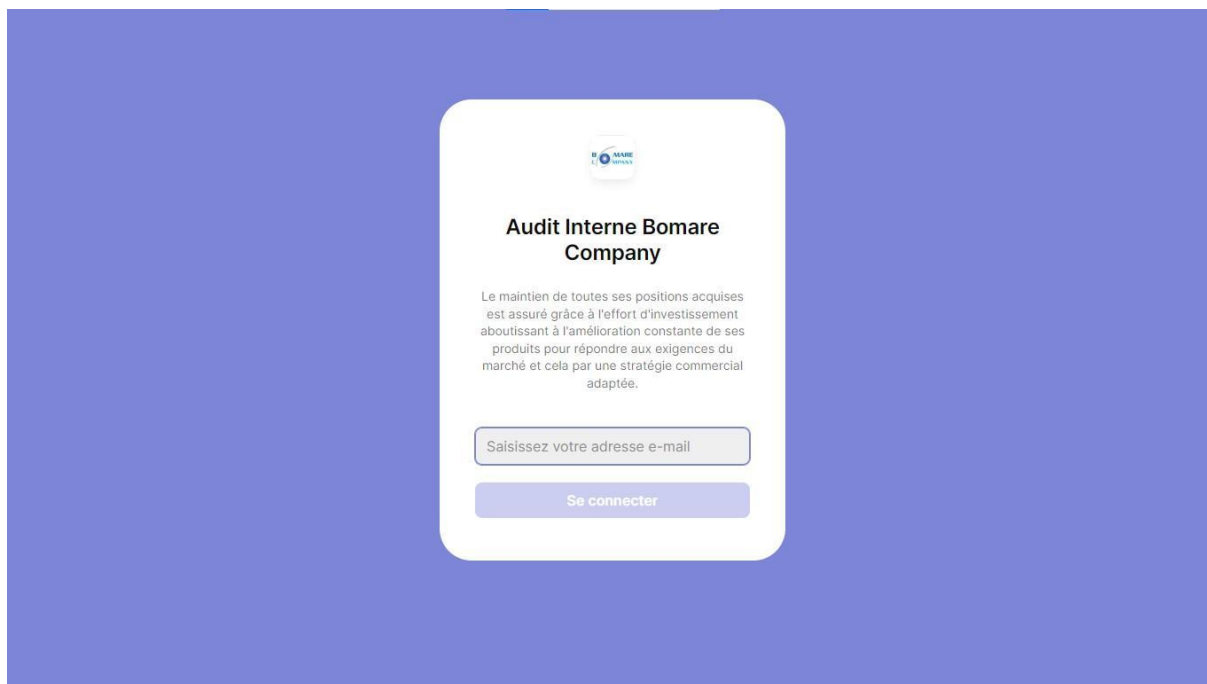 BOMARE
COMPANY
Audit Interne Bomare
Company
Le maintien de toutes ses positions acquises
est assuré grâce à l'effort d'investissement
aboutissant à l'amélioration constante de ses
produits pour répondre aux exigences du
marché et cela par une stratégie commercial
adaptée.
Saisissez votre adresse e-mail
Se connecter